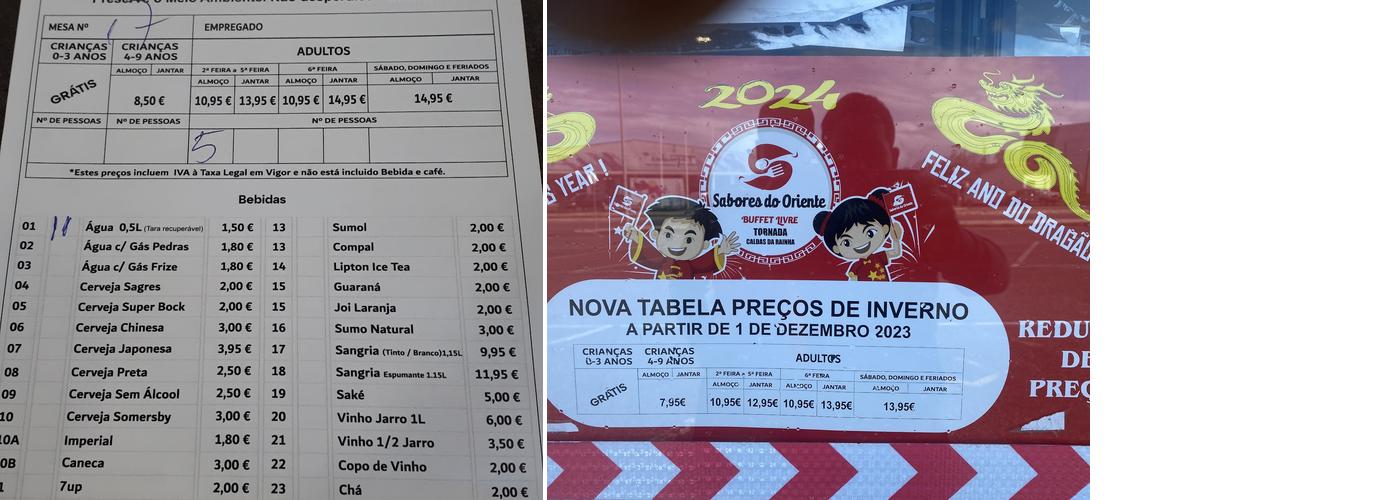 Preserve o Meio Ambiente. Não desper
MESA Nº 17 EMPREGADO
CRIANÇAS 0-3 ANOS CRIANÇAS 4-9 ANOS ADULTOS
ALMOÇO JANTAR 2ª FEIRA a 5ª FEIRA 6ª FEIRA SÁBADO, DOMINGO E FERIADOS
ALMOÇO JANTAR ALMOÇO JANTAR ALMOÇO JANTAR
GRÁTIS 8,50 € 10,95 € 13,95 € 10,95 € 14,95 € 14,95 €
Nº DE PESSOAS Nº DE PESSOAS Nº DE PESSOAS
5
*Estes preços incluem IVA à Taxa Legal em Vigor e não está incluido Bebida e café.
Bebidas
01 Água 0,5L (Tara recuperável) 1,50 € 13 Sumol 2,00 €
02 Água c/ Gás Pedras 1,80 € 13 Compal 2,00 €
03 Água c/ Gás Frize 1,80 € 14 Lipton Ice Tea 2,00 €
04 Cerveja Sagres 2,00 € 15 Guaraná 2,00 €
05 Cerveja Super Bock 2,00 € 15 Joi Laranja 2,00 €
06 Cerveja Chinesa 3,00 € 16 Sumo Natural 3,00 €
07 Cerveja Japonesa 3,95 € 17 Sangria (Tinto / Branco)1,15L 9,95 €
08 Cerveja Preta 2,50 € 18 Sangria Espumante 1.15L 11,95 €
09 Cerveja Sem Álcool 2,50 € 19 Saké 5,00 €
10 Cerveja Somersby 3,00 € 20 Vinho Jarro 1L 6,00 €
10A Imperial 1,80 € 21 Vinho 1/2 Jarro 3,50 €
0B Caneca 3,00 € 22 Copo de Vinho 2,00 €
7up 2,00 € 23 Chá 2,00 €
2024
YEAR !
FELIZ ANO DO DRAGÃO
Sabores do Oriente
BUFFET LIVRE
TORNADA
CALDAS DA RAINHA
NOVA TABELA PREÇOS DE INVERNO
A PARTIR DE 1 DE DEZEMBRO 2023
CRIANÇAS 0-3 ANOS CRIANÇAS 4-9 ANOS ADULTOS
ALMOÇO JANTAR 2ª FEIRA a 5ª FEIRA 6ª FEIRA SÁBADO, DOMINGO E FERIADOS
ALMOÇO JANTAR ALMOÇO JANTAR ALMOÇO JANTAR
GRÁTIS 7,95€ 10,95€ 12,95€ 10,95€ 13,95€ 13,95€
REDU
DE
PREÇ